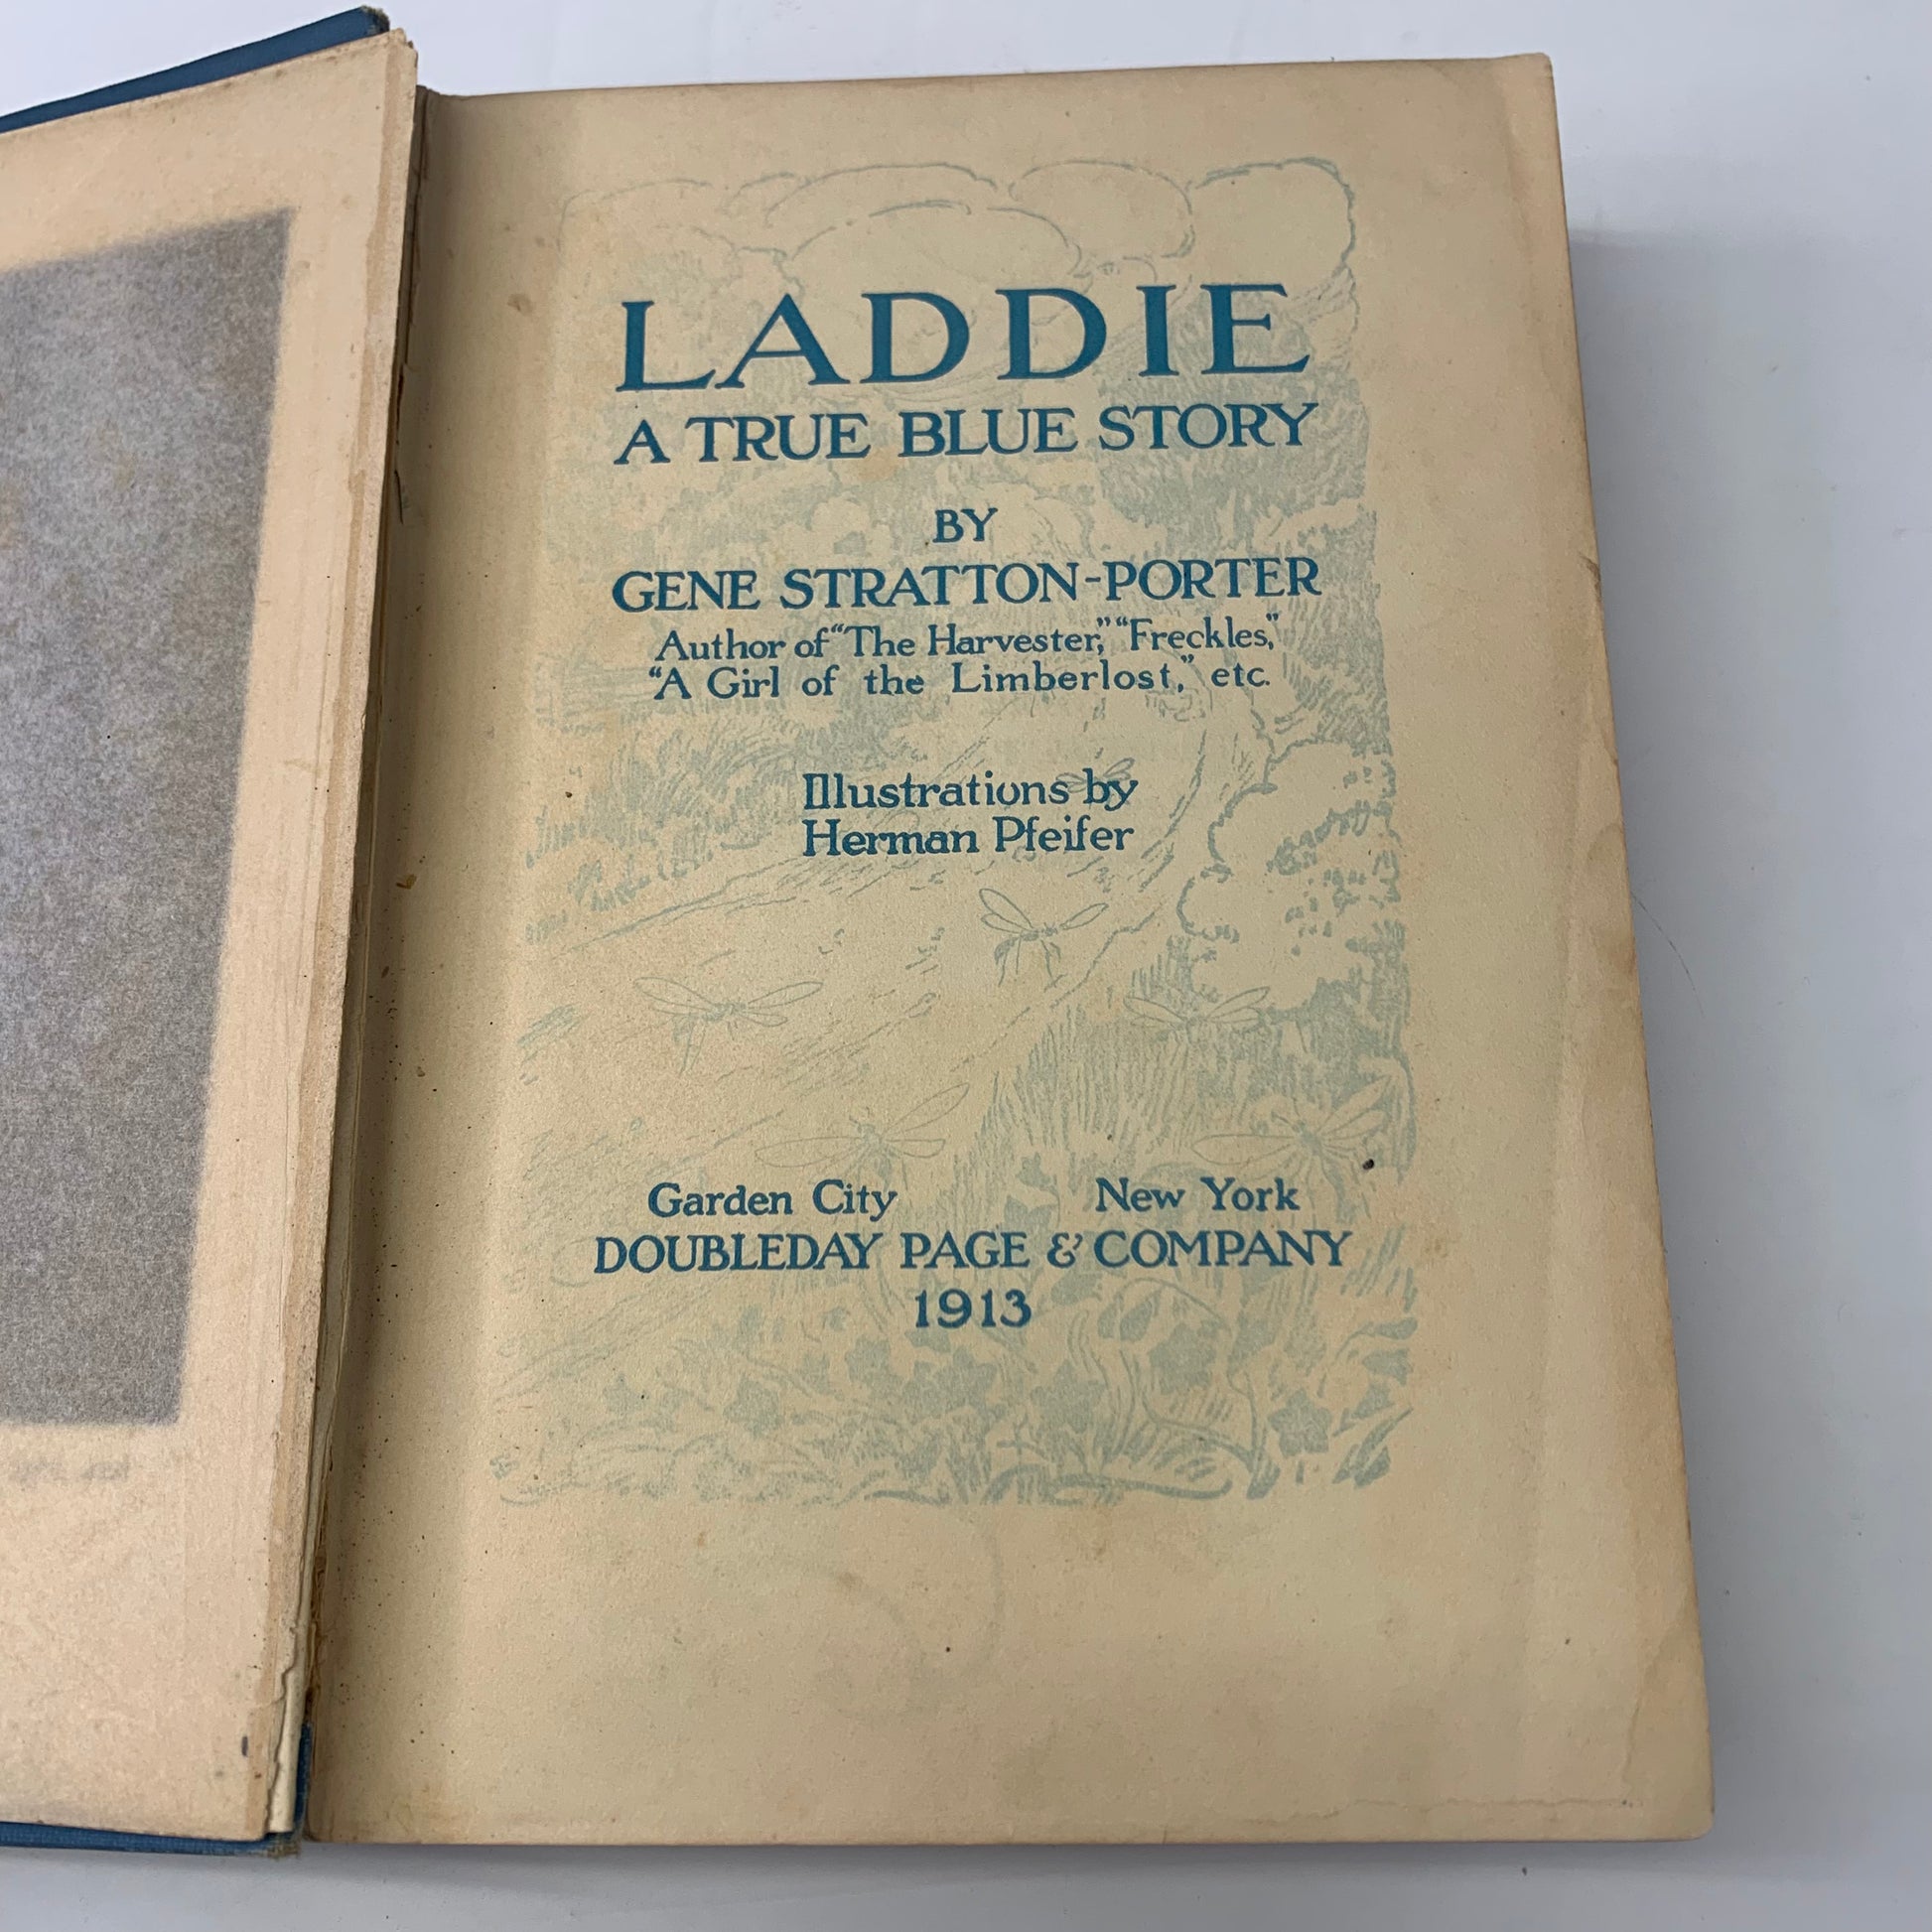 LADDIE
A TRUE BLUE STORY
BY
GENE STRATTON-PORTER
Author of "The Harvester," "Freckles,"
"A Girl of the Limberlost," etc.
Illustrations by
Herman Pfeifer
Garden City New York
DOUBLEDAY PAGE & COMPANY
1913